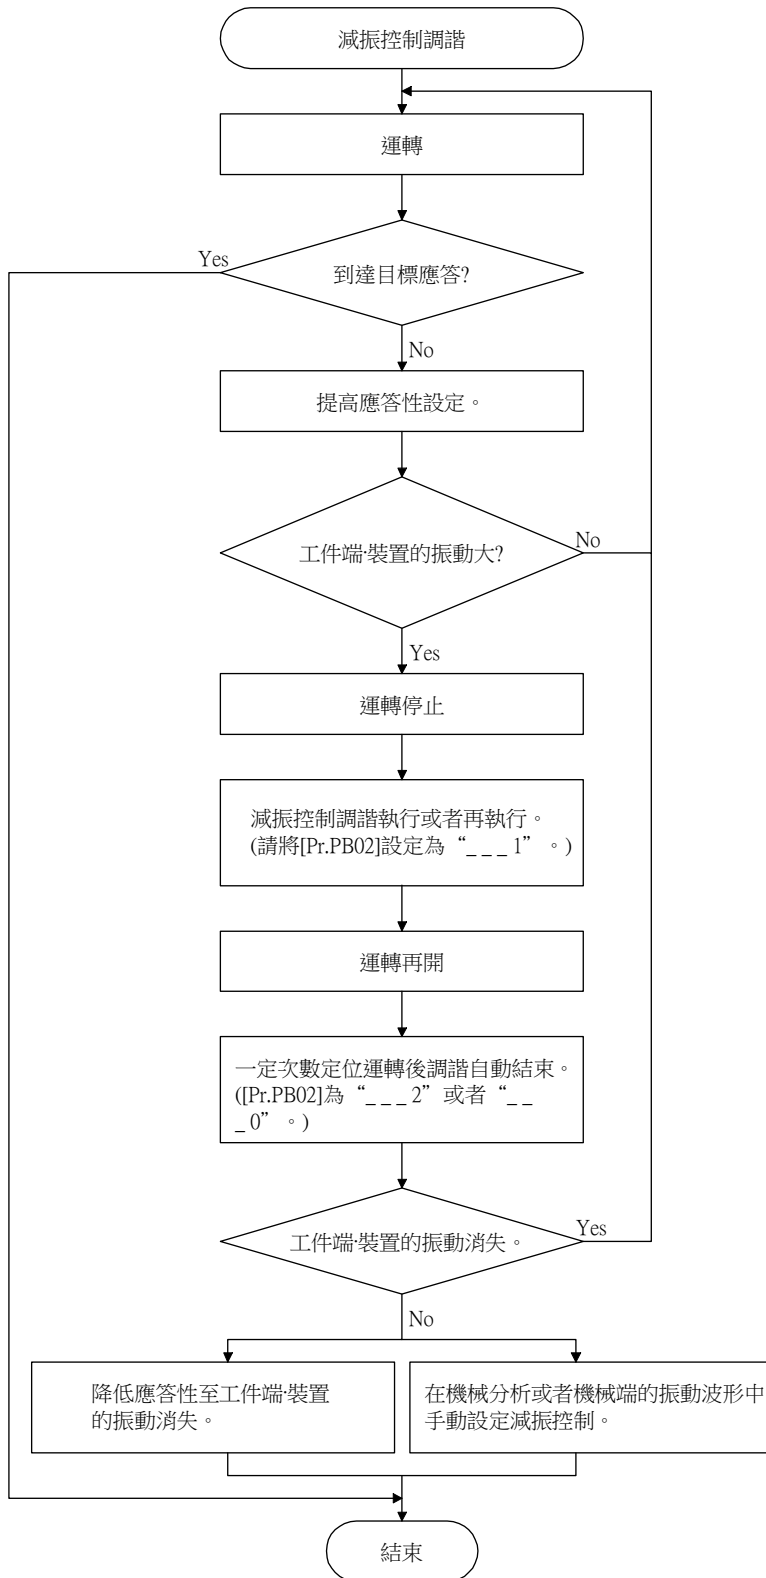 減振控制調諧
運轉
Yes
到達目標應答?
No
提高應答性設定。
工件端·裝置的振動大?
No
Yes
運轉停止
減振控制調諧執行或者再執行。
(請將[Pr.PB02]設定為“_ _ _ 1”。)
運轉再開
一定次數定位運轉後調諧自動結束。
([Pr.PB02]為“_ _ _ 2”或者“_ _
_ 0”。)
工件端·裝置的振動消失。
Yes
No
降低應答性至工件端·裝置
的振動消失。
在機械分析或者機械端的振動波形中
手動設定減振控制。
結束